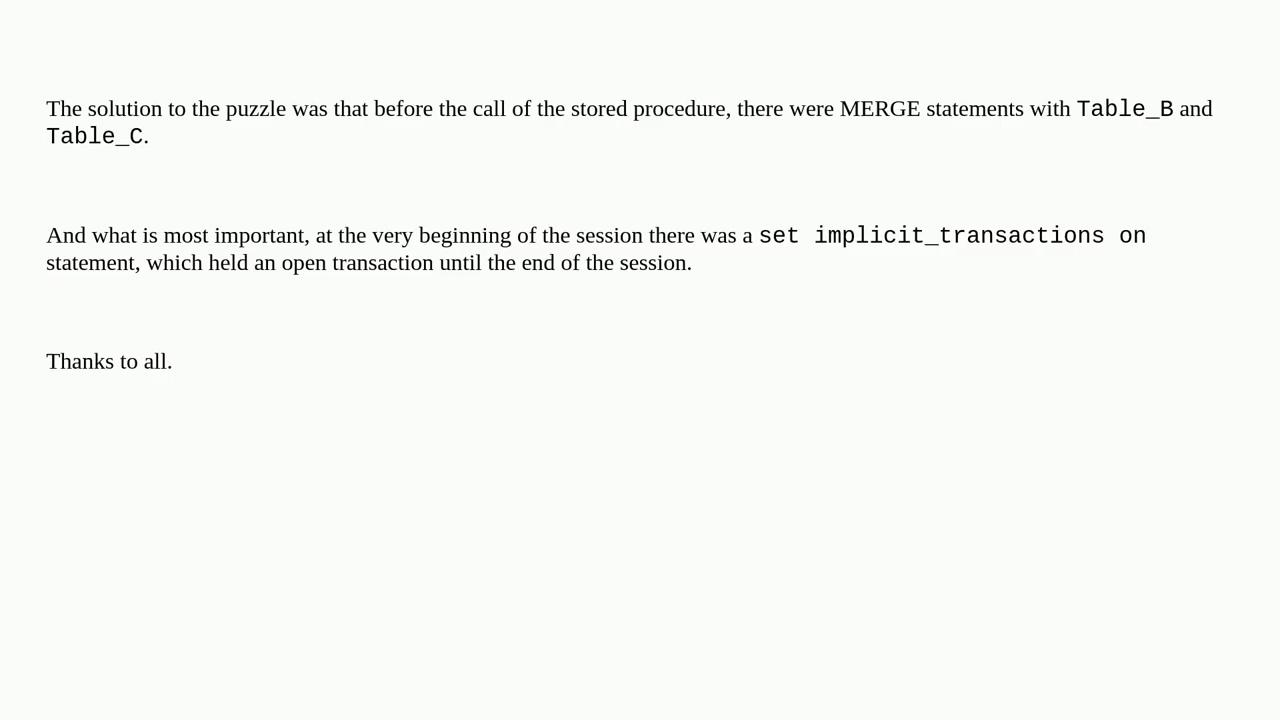 The solution to the puzzle was that before the call of the stored procedure, there were MERGE statements with Table_B and
Table_C.
And what is most important, at the very beginning of the session there was a set implicit_transactions on
statement, which held an open transaction until the end of the session.
Thanks to all.